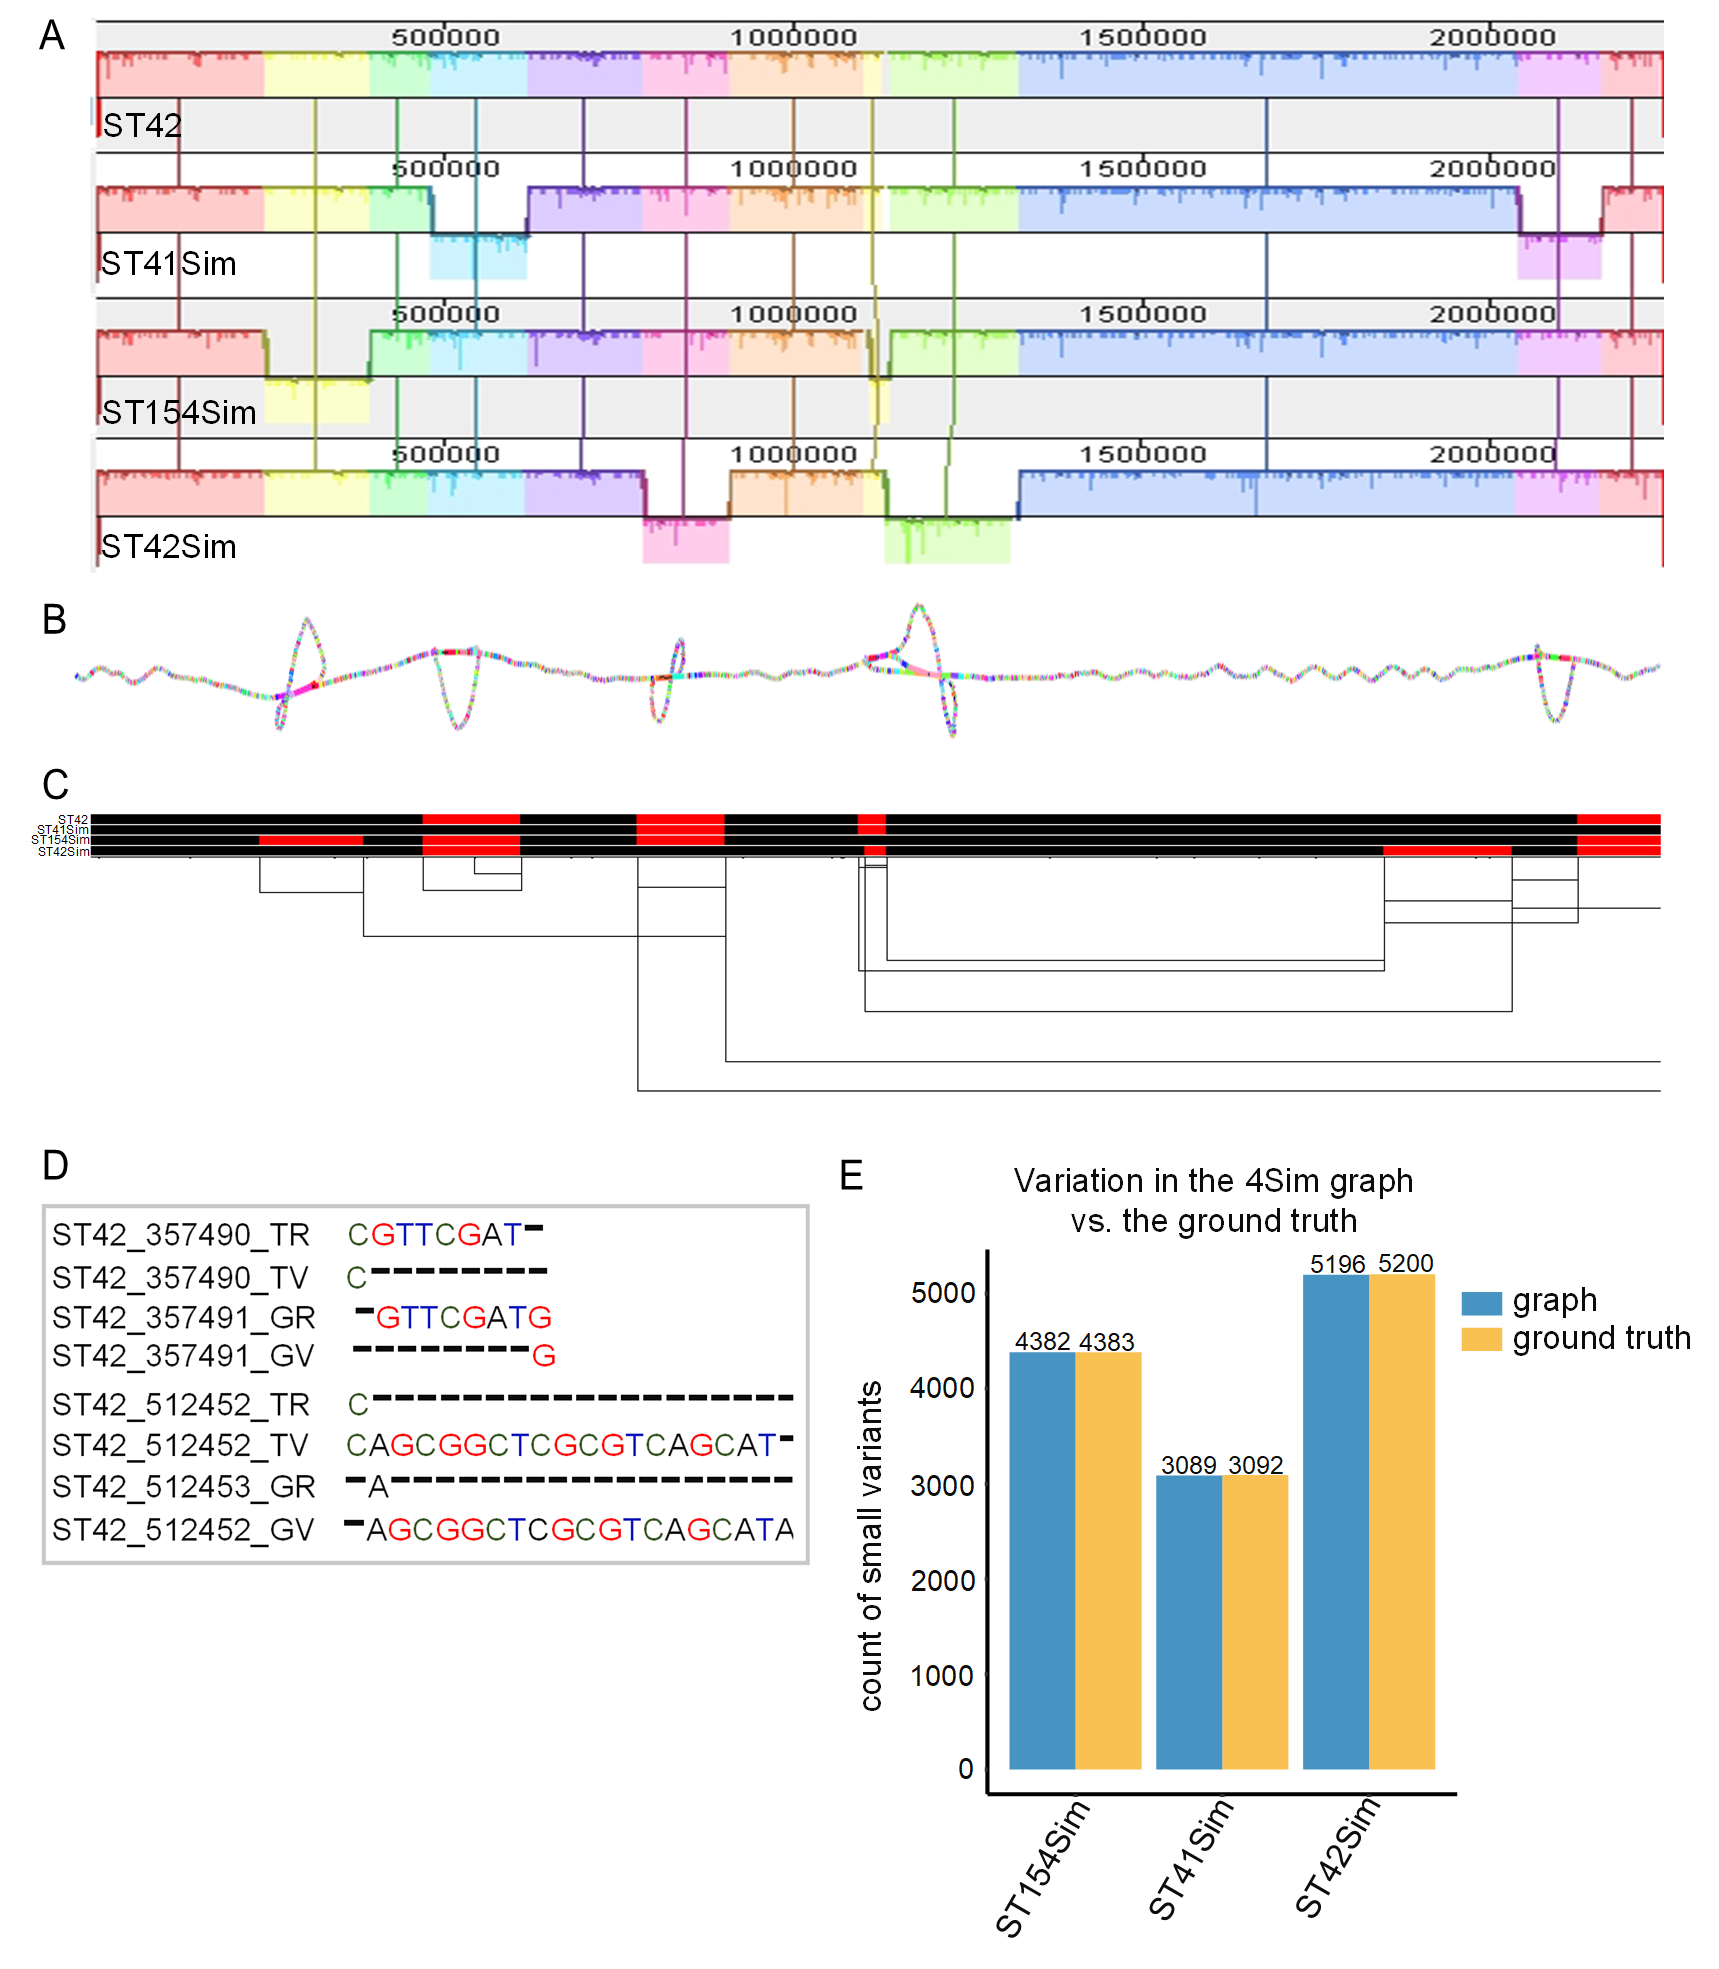 A
500000 1000000 1500000 2000000
ST42
500000 1000000 1500000 2000000
ST41Sim
500000 1000000 1500000 2000000
ST154Sim
500000 1000000 1500000 2000000
ST42Sim
B
C
ST42
ST41Sim
ST154Sim
ST42Sim
D
ST42_357490_TR CGTTCGAT-
ST42_357490_TV C--------
ST42_357491_GR -GTTCGATG
ST42_357491_GV --------G
ST42_512452_TR C-------------------
ST42_512452_TV CAGCGGCTCGCGTCAGCAT-
ST42_512453_GR -A------------------
ST42_512452_GV -AGCGGCTCGCGTCAGCATA
E
Variation in the 4Sim graph
vs. the ground truth
count of small variants
5000
4000
3000
2000
1000
0
4382 4383
3089 3092
5196 5200
graph
ground truth
ST154Sim
ST41Sim
ST42Sim